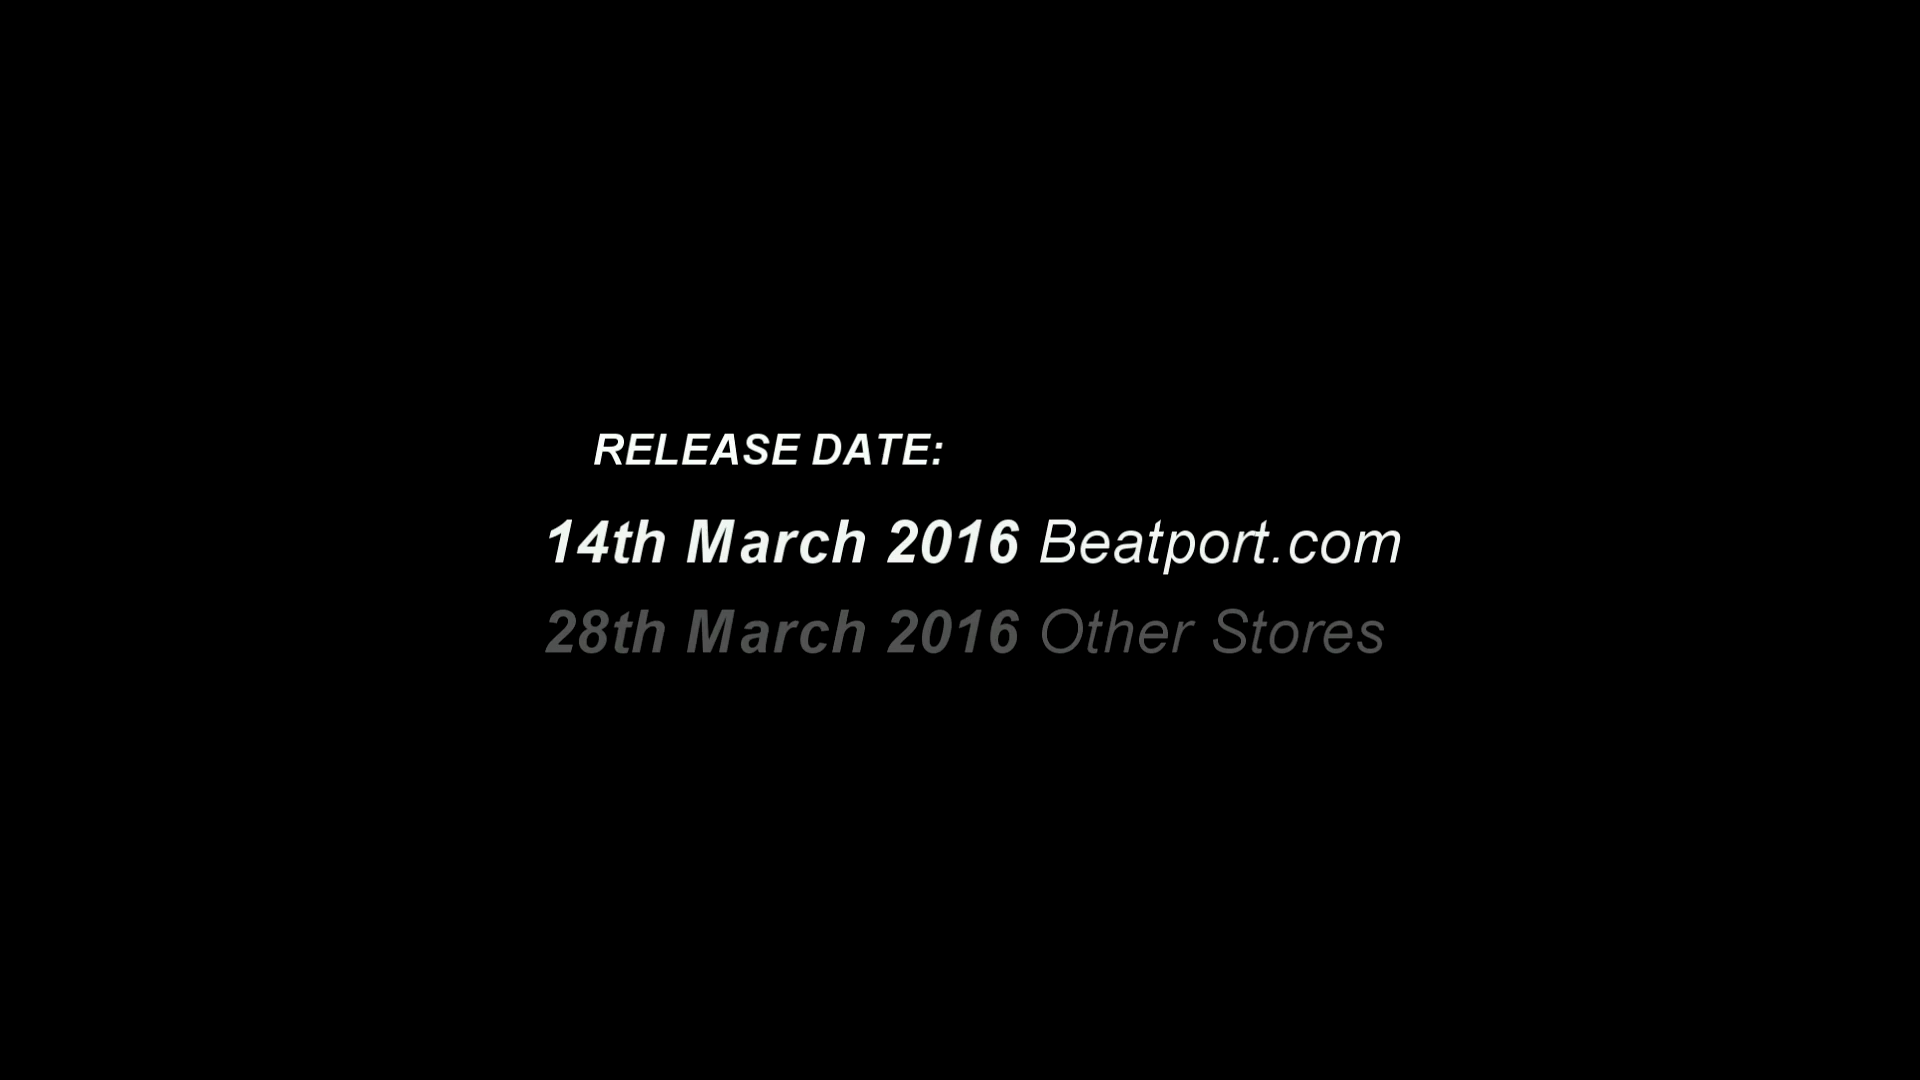 RELEASE DATE:
14th March 2016 Beatport.com
28th March 2016 Other Stores